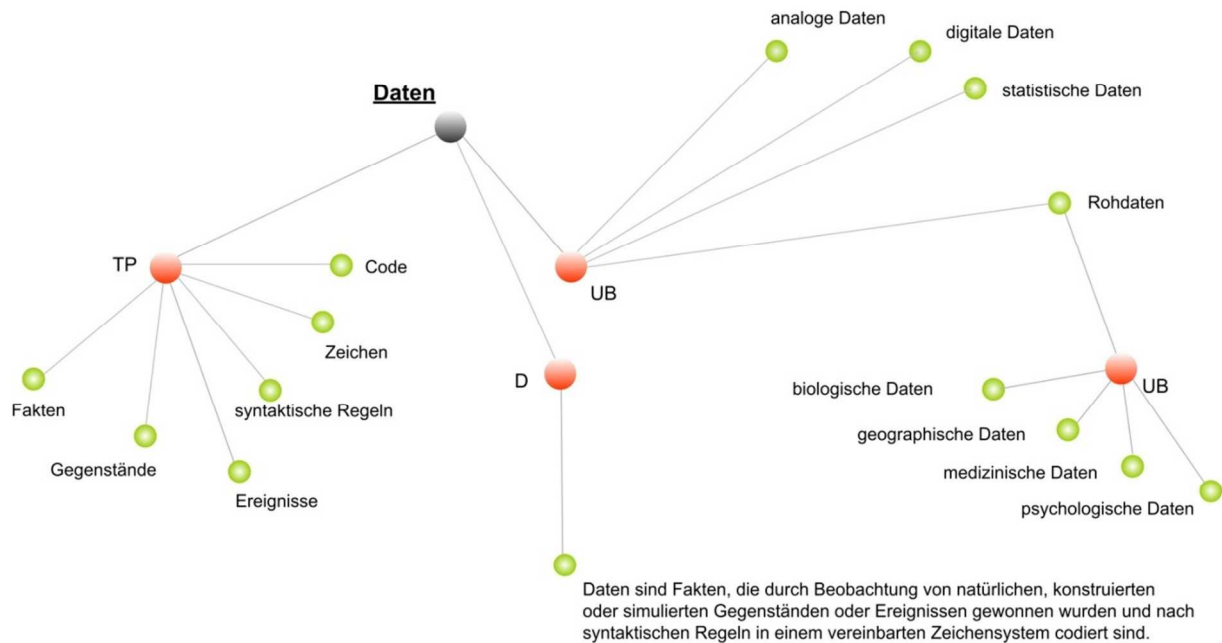 analoge Daten
digitale Daten
statistische Daten
Daten
Rohdaten
TP
Code
UB
Zeichen
D
UB
biologische Daten
Fakten
syntaktische Regeln
geographische Daten
Gegenstände
medizinische Daten
Ereignisse
psychologische Daten
Daten sind Fakten, die durch Beobachtung von natürlichen, konstruierten
oder simulierten Gegenständen oder Ereignissen gewonnen wurden und nach
syntaktischen Regeln in einem vereinbarten Zeichensystem codiert sind.